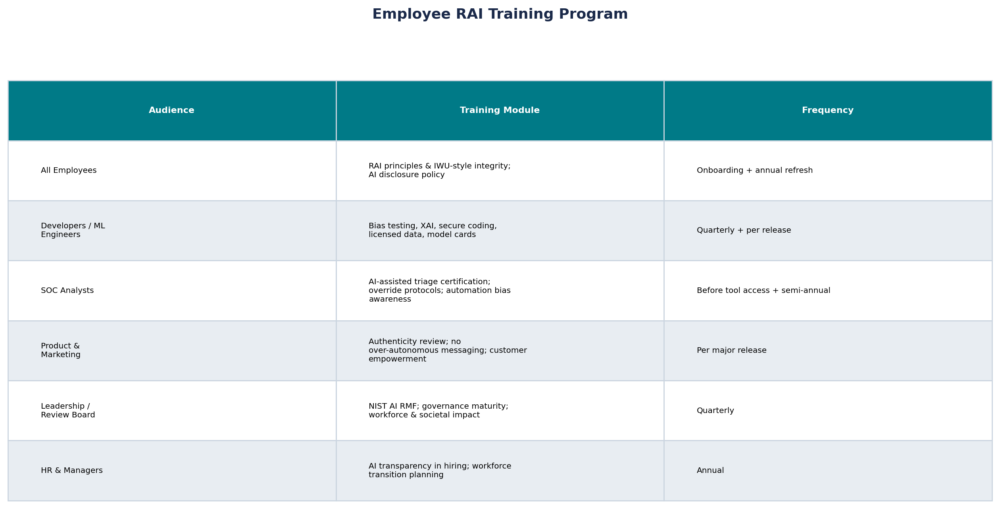 Employee RAI Training Program
Audience
Training Module
Frequency
All Employees
RAI principles & IWU-style integrity;
AI disclosure policy
Onboarding + annual refresh
Developers / ML
Engineers
Bias testing, XAI, secure coding,
licensed data, model cards
Quarterly + per release
SOC Analysts
AI-assisted triage certification;
override protocols; automation bias
awareness
Before tool access + semi-annual
Product &
Marketing
Authenticity review; no
over-autonomous messaging; customer
empowerment
Per major release
Leadership /
Review Board
NIST AI RMF; governance maturity;
workforce & societal impact
Quarterly
HR & Managers
AI transparency in hiring; workforce
transition planning
Annual